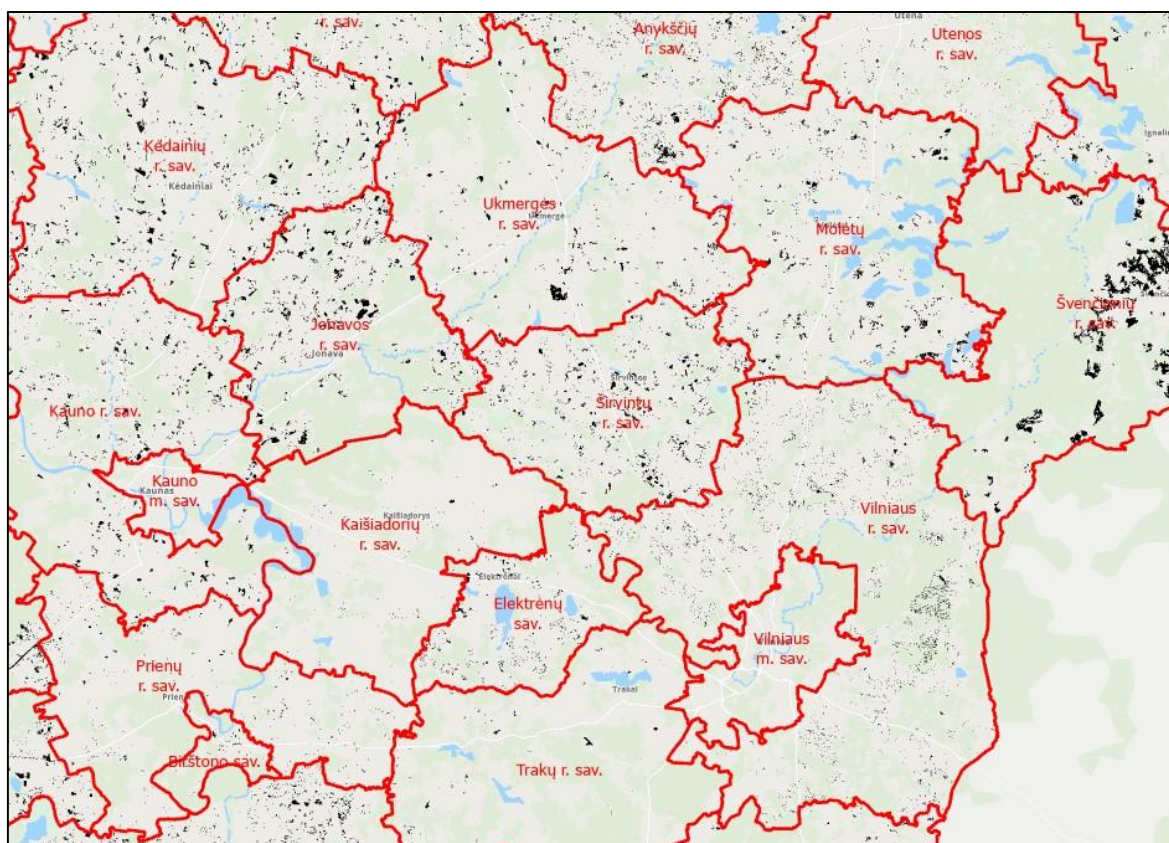 r. sav.
Anykščių
r. sav.
Utena
Utenos
r. sav.
Kėdainių
r. sav.
Kėdainiai
Ukmergės
r. sav.
Ukmergė
Molėtų
r. sav.
Švenčionių
r. sav.
Jonavos
r. sav.
Jonava
Širvintos
Širvintų
r. sav.
Kauno r. sav.
Kauno
m. sav.
Kaunas
Kaišiadorys
Kaišiadorių
r. sav.
Vilniaus
r. sav.
Elektrėnai
Elektrėnų
sav.
Vilniaus
m. sav.
Prienų
r. sav.
Trakai
Birštono sav.
Trakų r. sav.